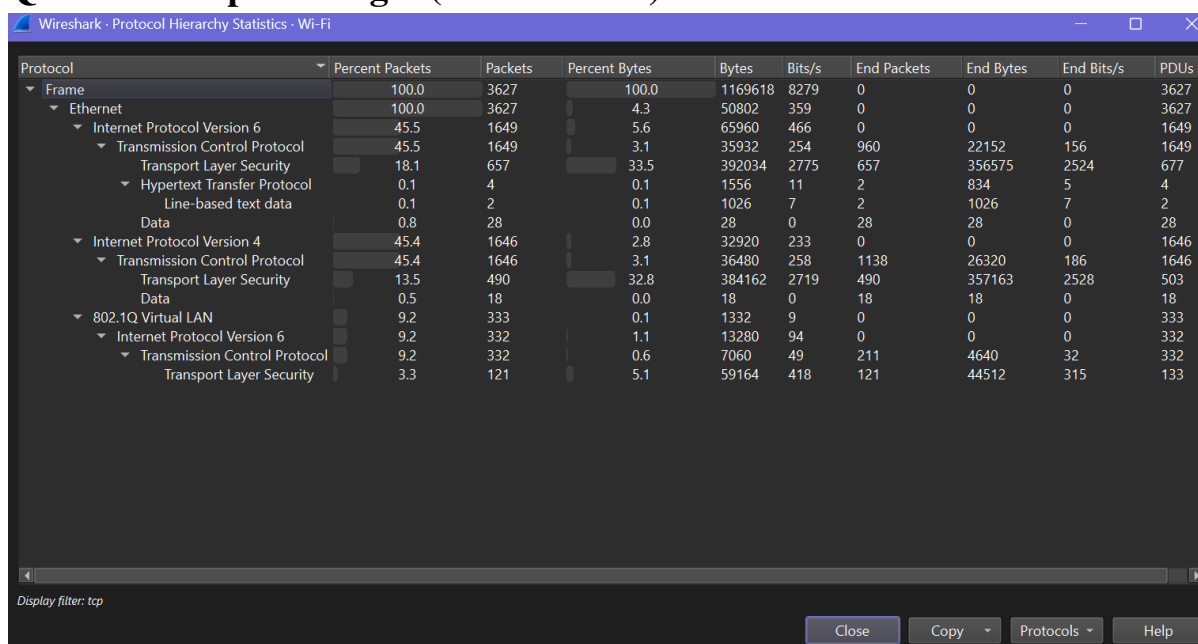 Wireshark · Protocol Hierarchy Statistics · Wi-Fi
Protocol Percent Packets Packets Percent Bytes Bytes Bits/s End Packets End Bytes End Bits/s PDUs
Frame 100.0 3627 100.0 1169618 8279 0 0 0 3627
Ethernet 100.0 3627 4.3 50802 359 0 0 0 3627
Internet Protocol Version 6 45.5 1649 5.6 65960 466 0 0 0 1649
Transmission Control Protocol 45.5 1649 3.1 35932 254 960 22152 156 1649
Transport Layer Security 18.1 657 33.5 392034 2775 657 356575 2524 677
Hypertext Transfer Protocol 0.1 4 0.1 1556 11 2 834 5 4
Line-based text data 0.1 2 0.1 1026 7 2 1026 7 2
Data 0.8 28 0.0 28 0 28 28 0 28
Internet Protocol Version 4 45.4 1646 2.8 32920 233 0 0 0 1646
Transmission Control Protocol 45.4 1646 3.1 36480 258 1138 26320 186 1646
Transport Layer Security 13.5 490 32.8 384162 2719 490 357163 2528 503
Data 0.5 18 0.0 18 0 18 18 0 18
802.1Q Virtual LAN 9.2 333 0.1 1332 9 0 0 0 333
Internet Protocol Version 6 9.2 332 1.1 13280 94 0 0 0 332
Transmission Control Protocol 9.2 332 0.6 7060 49 211 4640 32 332
Transport Layer Security 3.3 121 5.1 59164 418 121 44512 315 133
Display filter: tcp
Close Copy Protocols Help